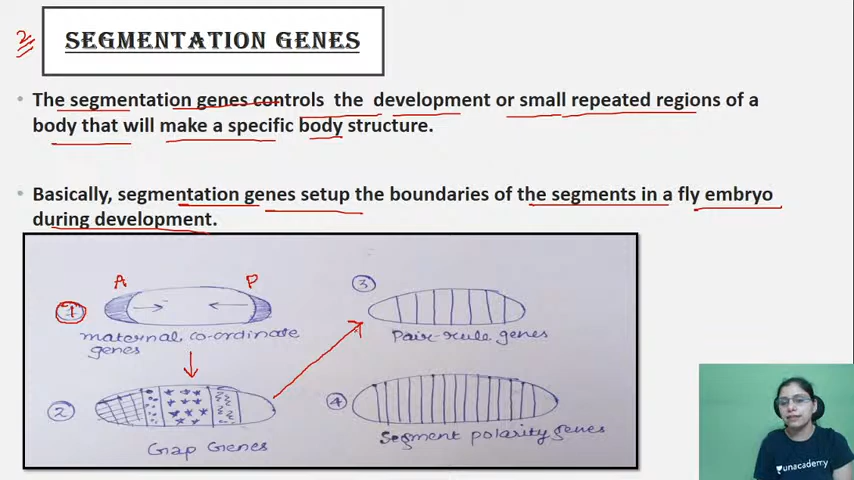 2
SEGMENTATION GENES
• The segmentation genes controls the development or small repeated regions of a
body that will make a specific body structure.
• Basically, segmentation genes setup the boundaries of the segments in a fly embryo
during development.
A P
1
maternal co-ordinate
genes
2
Gap Genes
3
Pair-rule genes
4
Segment polarity genes
unacademy